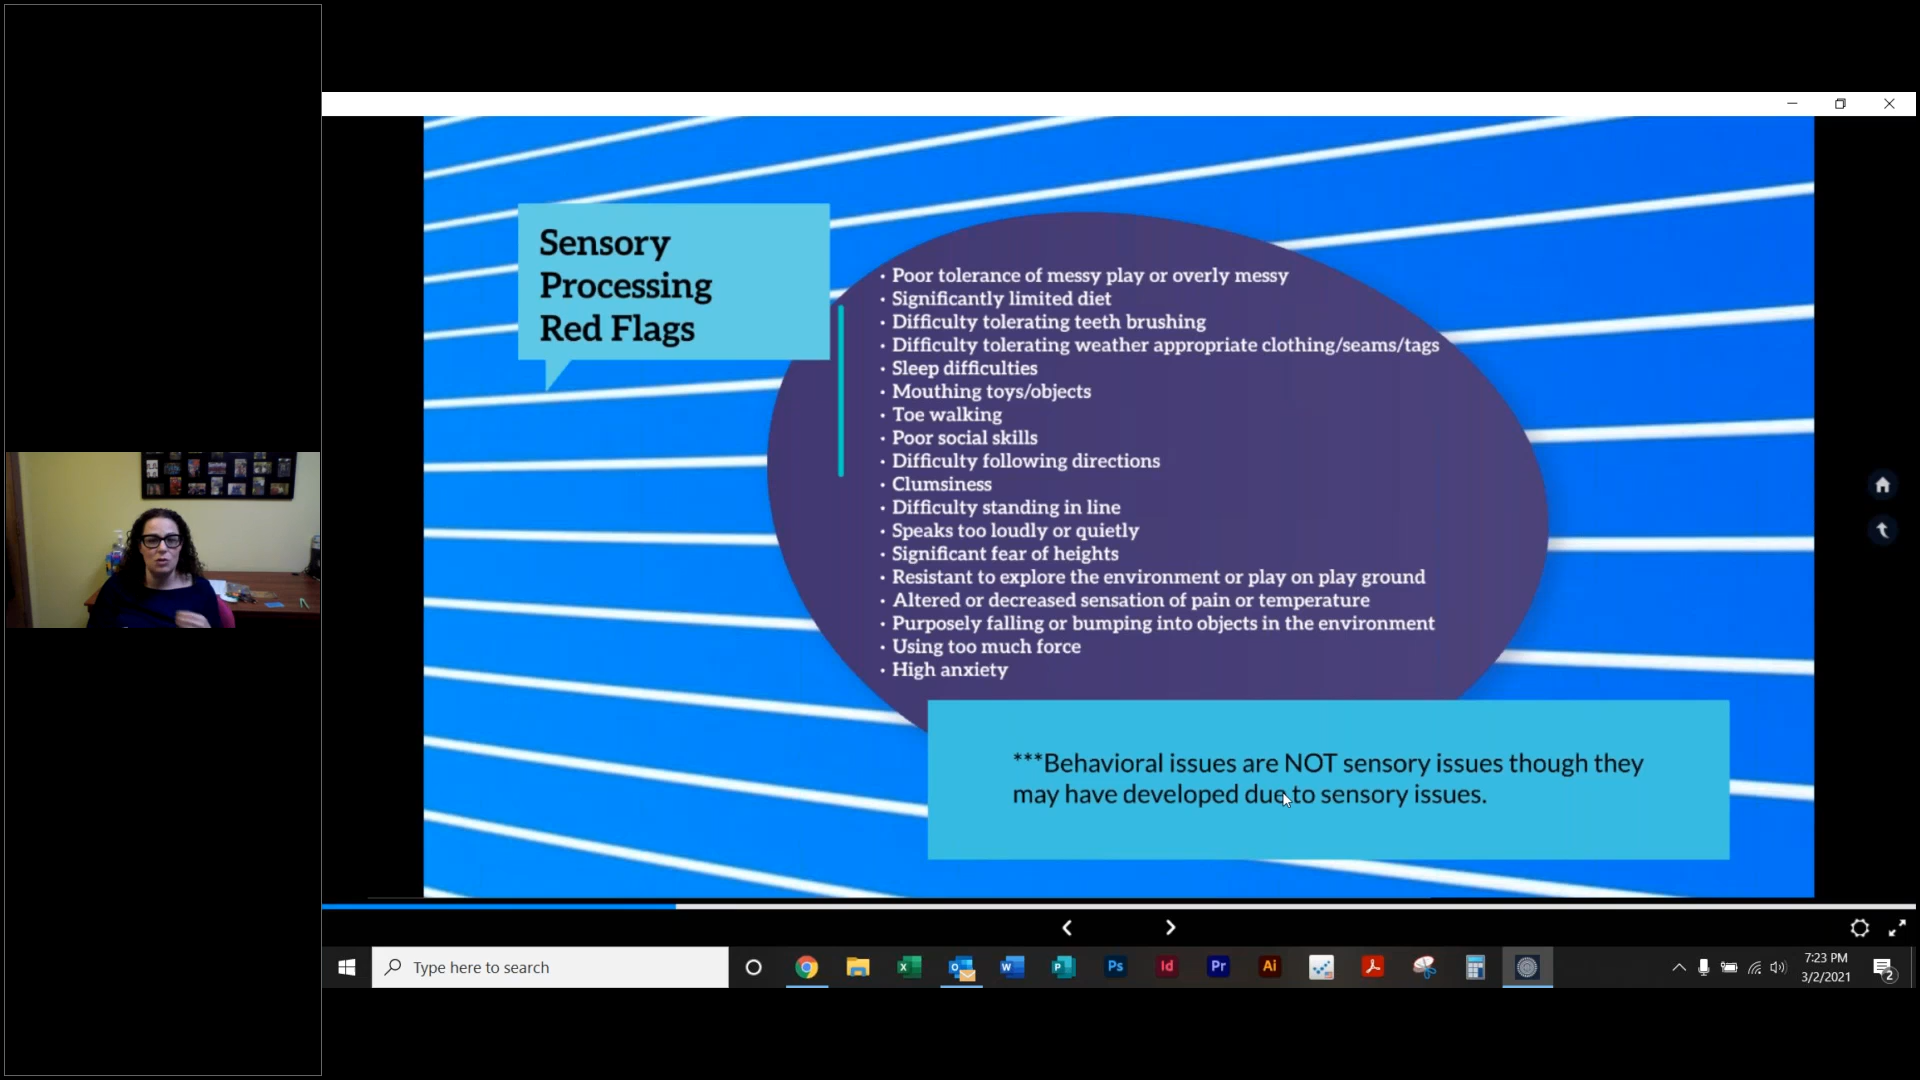 Sensory
Processing
Red Flags
• Poor tolerance of messy play or overly messy
• Significantly limited diet
• Difficulty tolerating teeth brushing
• Difficulty tolerating weather appropriate clothing/seams/tags
• Sleep difficulties
• Mouthing toys/objects
• Toe walking
• Poor social skills
• Difficulty following directions
• Clumsiness
• Difficulty standing in line
• Speaks too loudly or quietly
• Significant fear of heights
• Resistant to explore the environment or play on play ground
• Altered or decreased sensation of pain or temperature
• Purposely falling or bumping into objects in the environment
• Using too much force
• High anxiety
***Behavioral issues are NOT sensory issues though they
may have developed due to sensory issues.
Type here to search
Ps
Id
Pr
Ai
7:23 PM
3/2/2021
2